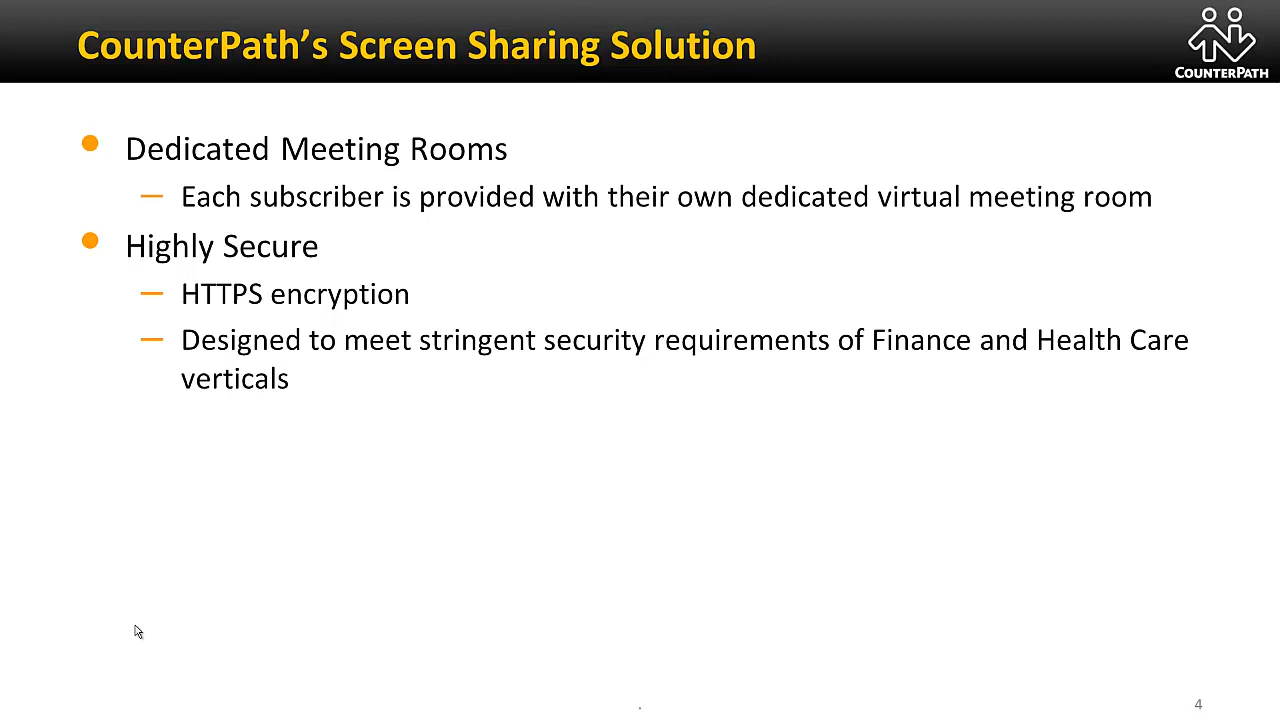 CounterPath’s Screen Sharing Solution
COUNTERPATH
Dedicated Meeting Rooms
Each subscriber is provided with their own dedicated virtual meeting room
Highly Secure
HTTPS encryption
Designed to meet stringent security requirements of Finance and Health Care
verticals
.
4